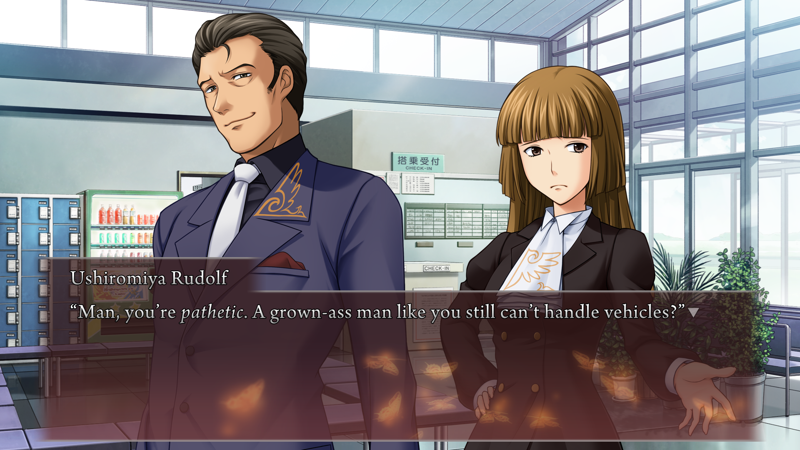 搭乗受付
CHECK-IN
CHECK-IN
Ushiromiya Rudolf
“Man, you’re pathetic. A grown-ass man like you still can’t handle vehicles?”